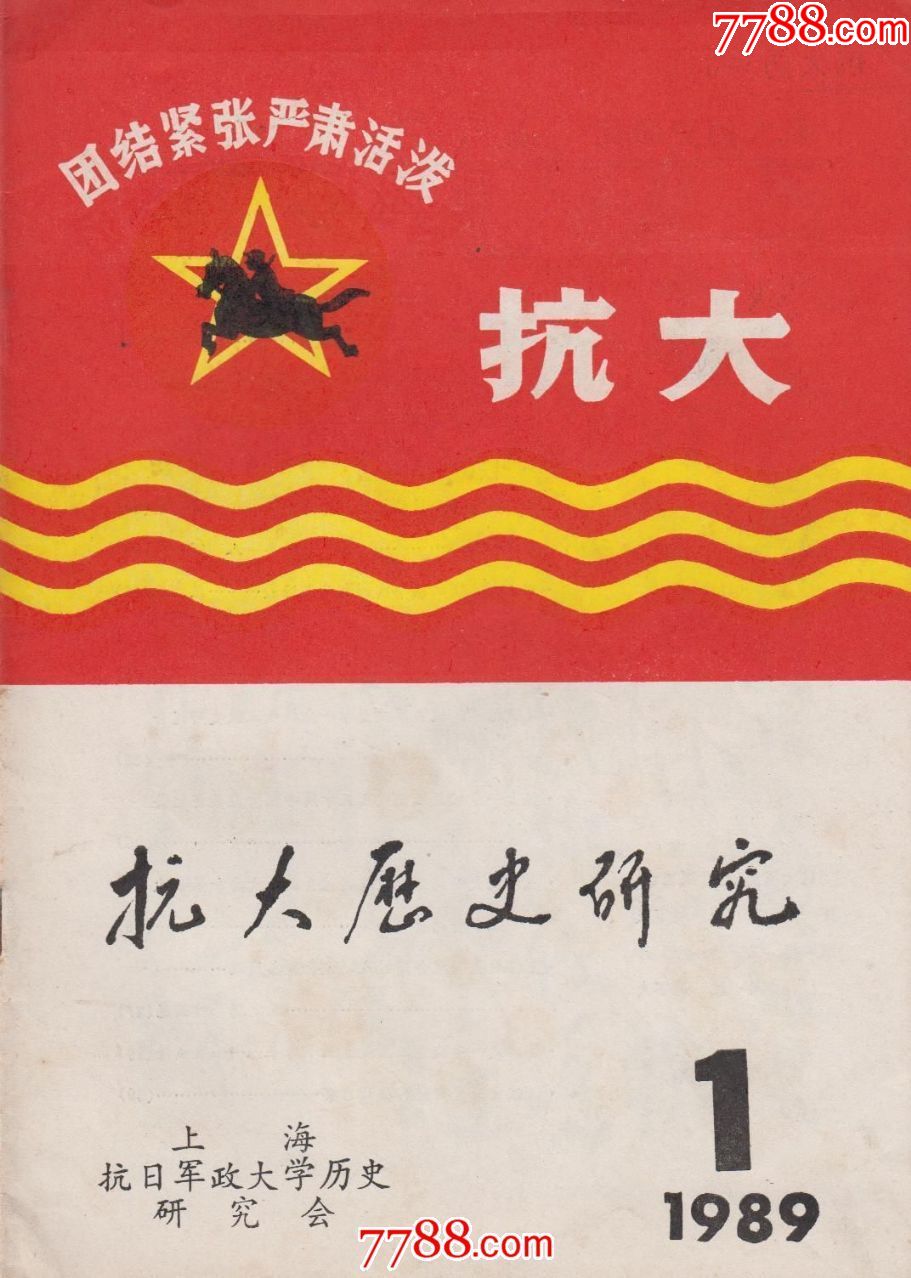 7788.com
团结紧张严肃活泼
抗大
抗大歷史研究
1
1989
上海
抗日军政大学历史
研究会
7788.com